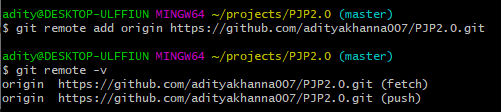 adity@DESKTOP-ULFFIUN MINGW64 ~/projects/PJP2.0 (master)
$ git remote add origin https://github.com/adityakhanna007/PJP2.0.git
adity@DESKTOP-ULFFIUN MINGW64 ~/projects/PJP2.0 (master)
$ git remote -v
origin  https://github.com/adityakhanna007/PJP2.0.git (fetch)
origin  https://github.com/adityakhanna007/PJP2.0.git (push)